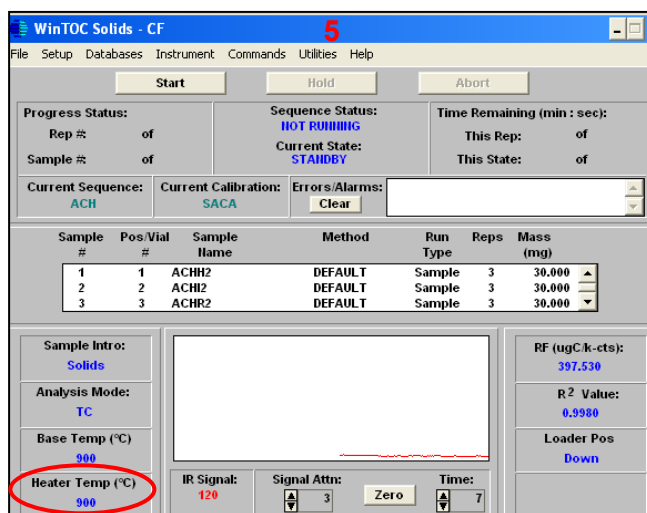 WinTOC Solids - CF
5
File Setup Databases Instrument Commands Utilities Help
Start Hold Abort
Progress Status:
Rep #: of
Sample #: of
Sequence Status:
NOT RUNNING
Current State:
STANDBY
Time Remaining (min : sec):
This Rep: of
This State: of
Current Sequence:
ACH
Current Calibration:
SACA
Errors/Alarms:
Clear
Sample # Pos/Vial # Sample Name Method Run Type Reps Mass (mg)
1 1 ACHH2 DEFAULT Sample 3 30.000
2 2 ACHI2 DEFAULT Sample 3 30.000
3 3 ACHR2 DEFAULT Sample 3 30.000
Sample Intro:
Solids
Analysis Mode:
TC
Base Temp (°C)
900
Heater Temp (°C)
900
IR Signal:
120
Signal Attn:
3
Zero
Time:
7
RF (ugC/k-cts):
397.530
R2 Value:
0.9980
Loader Pos
Down